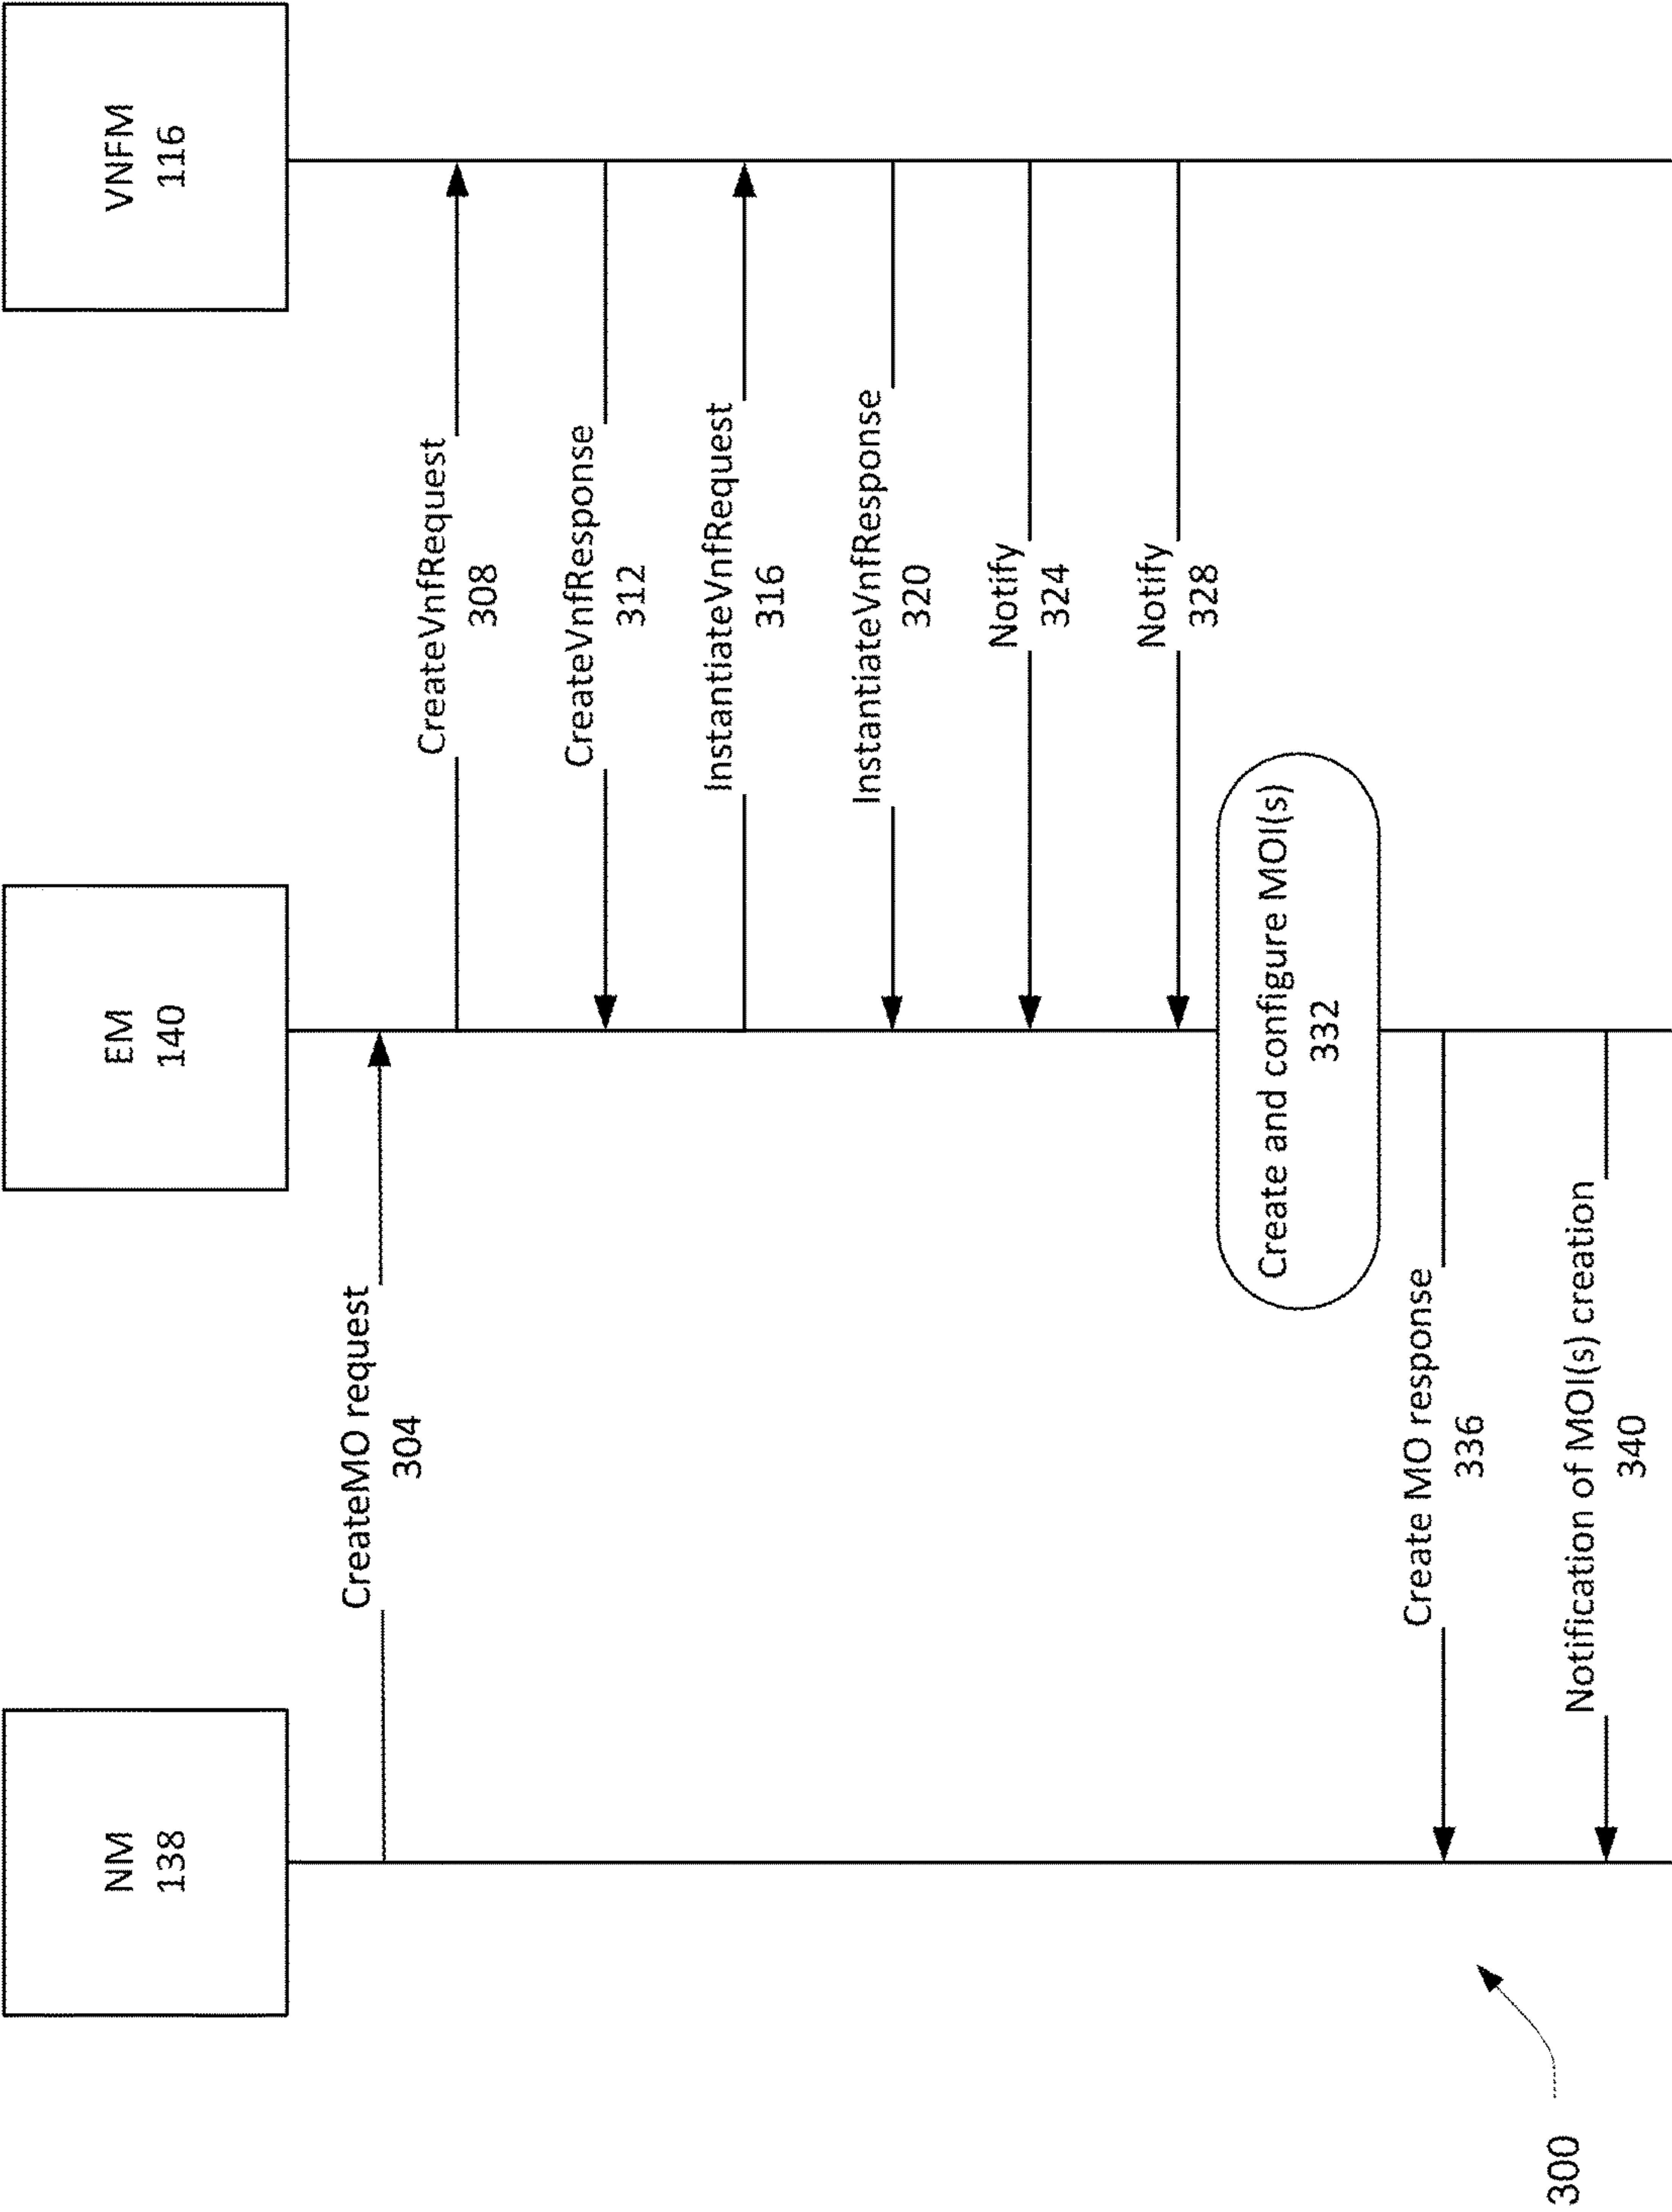 NM
138
EM
140
VNFM
116
CreateMO request
304
CreateVnfRequest
308
CreateVnfResponse
312
InstantiateVnfRequest
316
InstantiateVnfResponse
320
Notify
324
Notify
328
Create and configure MOI(s)
332
Create MO response
336
Notification of MOI(s) creation
340
300